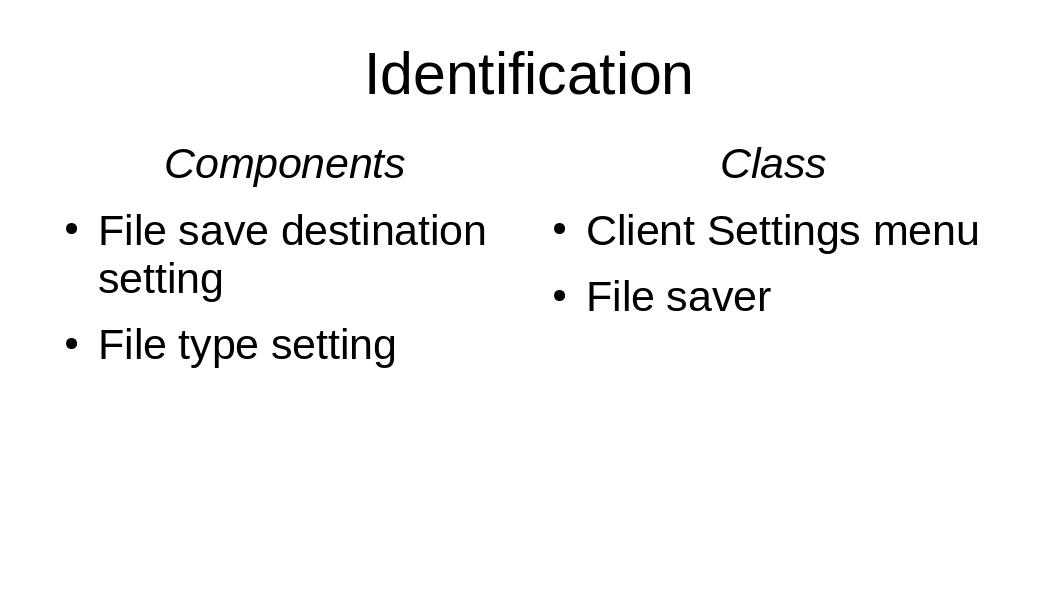 Identification
Components
• File save destination
setting
• File type setting
Class
• Client Settings menu
• File saver